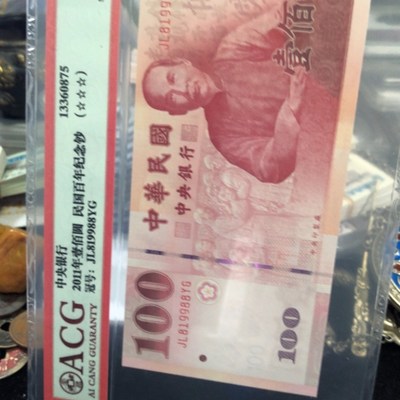 中央银行
2011年壹佰圓 民国百年纪念钞
冠号: JL819988YG
13360875
(☆☆☆)
ACG
AI CANG GUARANTY
JL819
壹佰
中華民國
中央銀行
100
JL819988YG
100